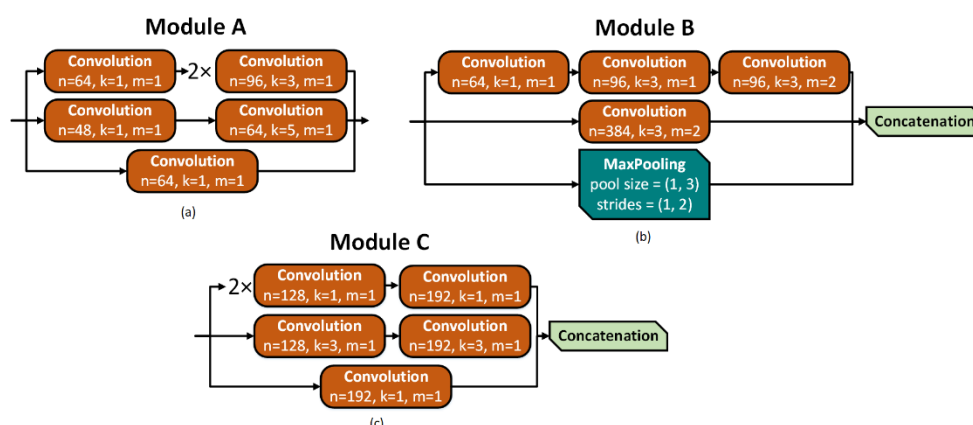 Module A
Convolution
n=64, k=1, m=1
2×
Convolution
n=96, k=3, m=1
Convolution
n=48, k=1, m=1
Convolution
n=64, k=5, m=1
Convolution
n=64, k=1, m=1
(a)
Module B
Convolution
n=64, k=1, m=1
Convolution
n=96, k=3, m=1
Convolution
n=96, k=3, m=2
Convolution
n=384, k=3, m=2
Concatenation
MaxPooling
pool size = (1, 3)
strides = (1, 2)
(b)
Module C
2×
Convolution
n=128, k=1, m=1
Convolution
n=192, k=1, m=1
Convolution
n=128, k=3, m=1
Convolution
n=192, k=3, m=1
Concatenation
Convolution
n=192, k=1, m=1
(c)